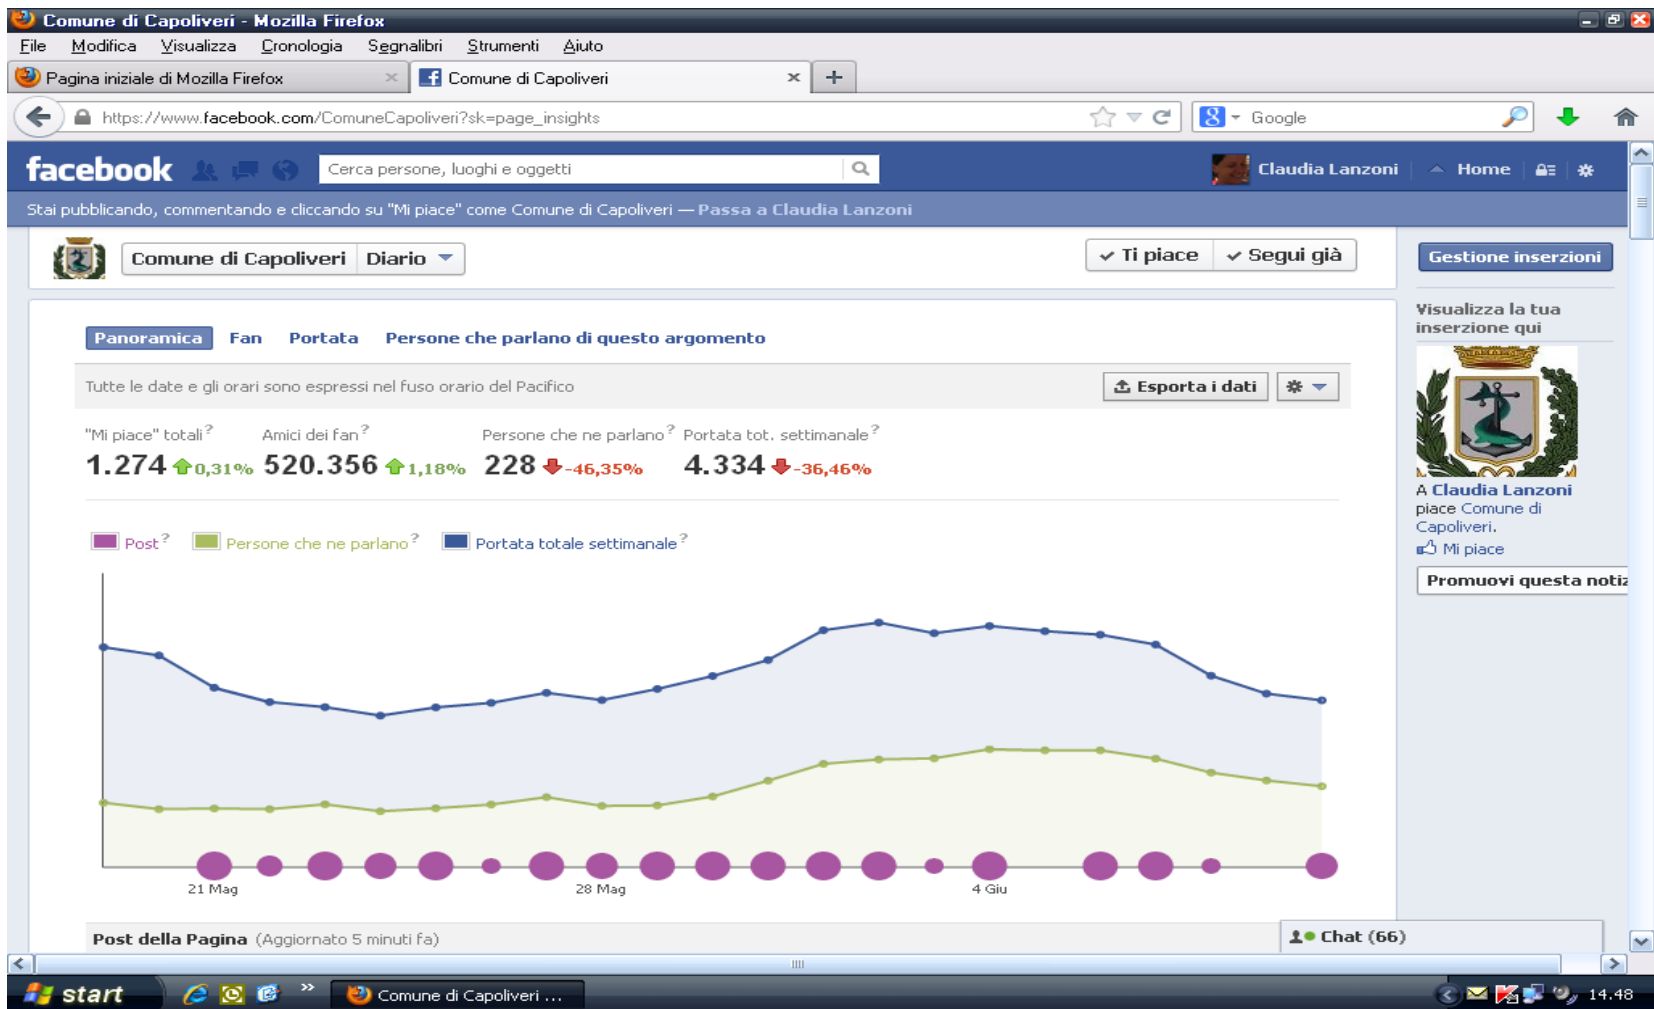 Comune di Capoliveri - Mozilla Firefox
File Modifica Visualizza Cronologia Segnalibri Strumenti Aiuto
Pagina iniziale di Mozilla Firefox × Comune di Capoliveri × +
https://www.facebook.com/ComuneCapoliveri?sk=page_insights Google
facebook Cerca persone, luoghi e oggetti Claudia Lanzoni Home
Stai pubblicando, commentando e cliccando su "Mi piace" come Comune di Capoliveri — Passa a Claudia Lanzoni
Comune di Capoliveri Diario Ti piace Segui già
Gestione inserzioni
Visualizza la tua
inserzione qui
A Claudia Lanzoni
piace Comune di
Capoliveri.
Mi piace
Promuovi questa notiz
Panoramica Fan Portata Persone che parlano di questo argomento
Tutte le date e gli orari sono espressi nel fuso orario del Pacifico Esporta i dati
"Mi piace" totali? Amici dei fan? Persone che ne parlano? Portata tot. settimanale?
1.274 0,31% 520.356 1,18% 228 -46,35% 4.334 -36,46%
Post? Persone che ne parlano? Portata totale settimanale?
21 Mag 28 Mag 4 Giu
Post della Pagina (Aggiornato 5 minuti fa)
Chat (66)
start » Comune di Capoliveri ... 14.48